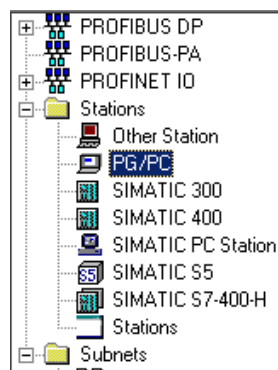 PROFIBUS DP
PROFIBUS-PA
PROFINET IO
Stations
Other Station
PG/PC
SIMATIC 300
SIMATIC 400
SIMATIC PC Station
S5 SIMATIC S5
SIMATIC S7-400-H
Stations
Subnets